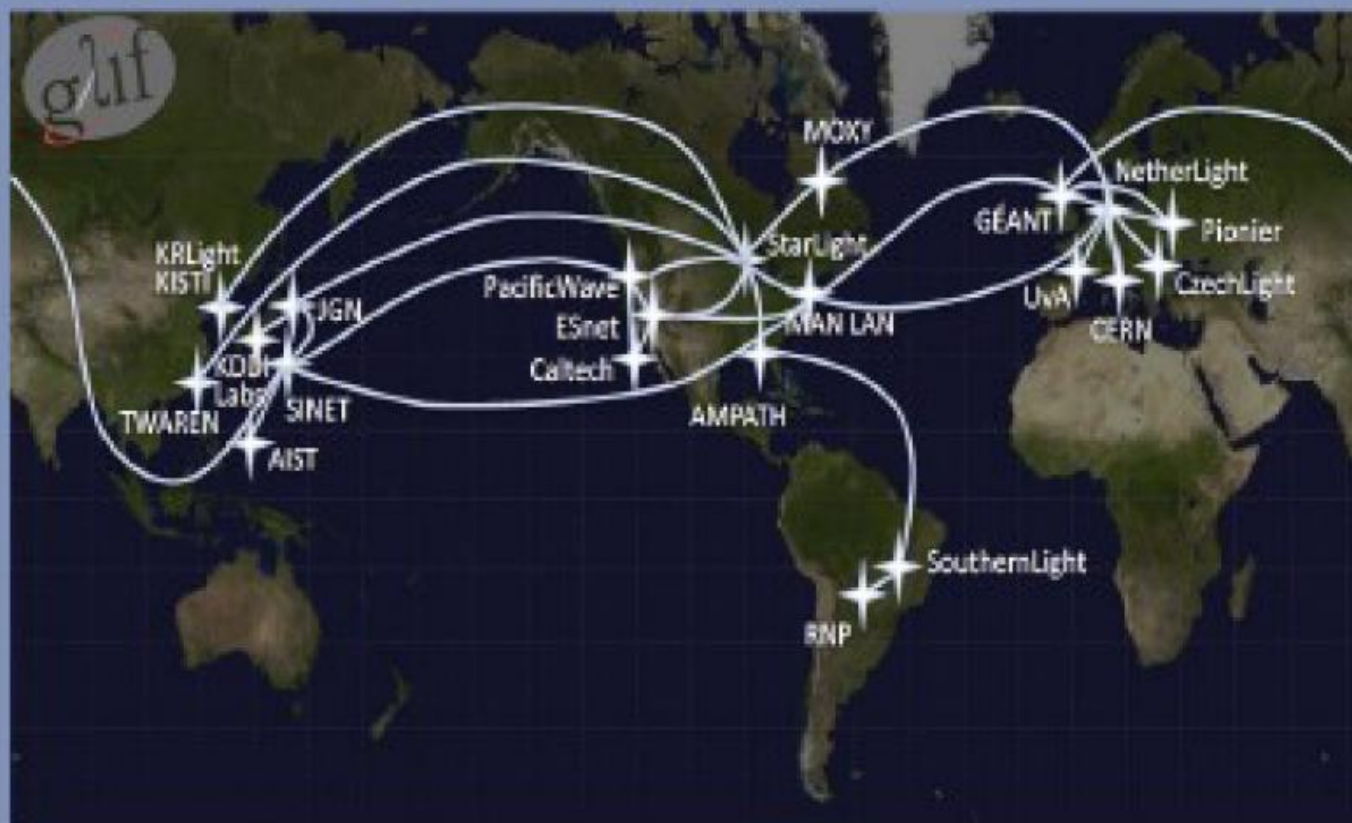 glif
MOXY
NetherLight
GÉANT
Pionier
StarLight
KRLight
KISTI
PacificWave
JGN
UvA
CzechLight
ESnet
MAN LAN
CERN
KDDI
Labs
Caltech
SINET
TWAREN
AMPATH
AIST
SouthernLight
RNP